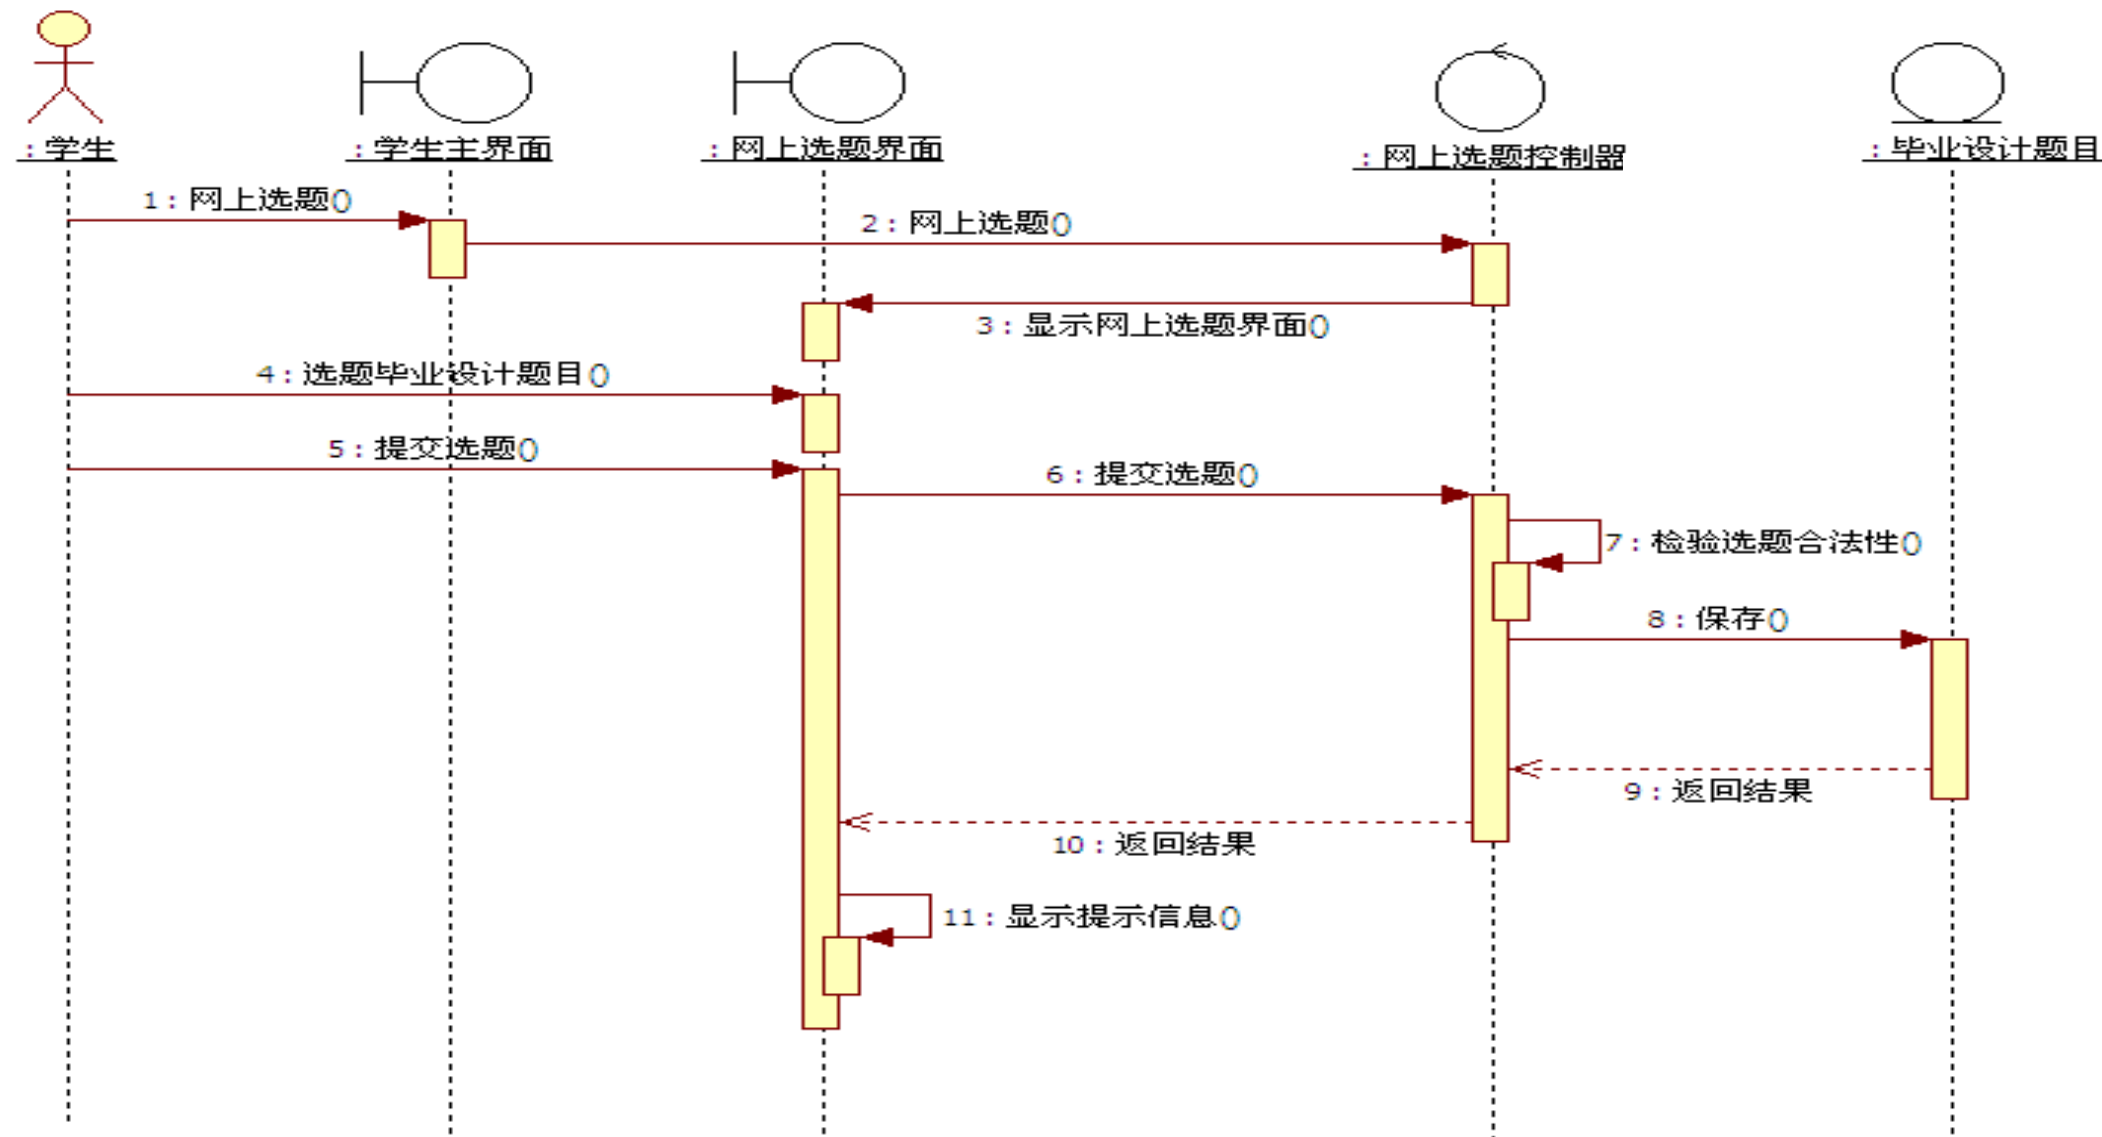 : 学生
: 学生主界面
: 网上选题界面
: 网上选题控制器
: 毕业设计题目
1 : 网上选题()
2 : 网上选题()
3 : 显示网上选题界面()
4 : 选题毕业设计题目()
5 : 提交选题()
6 : 提交选题()
7 : 检验选题合法性()
8 : 保存()
9 : 返回结果
10 : 返回结果
11 : 显示提示信息()